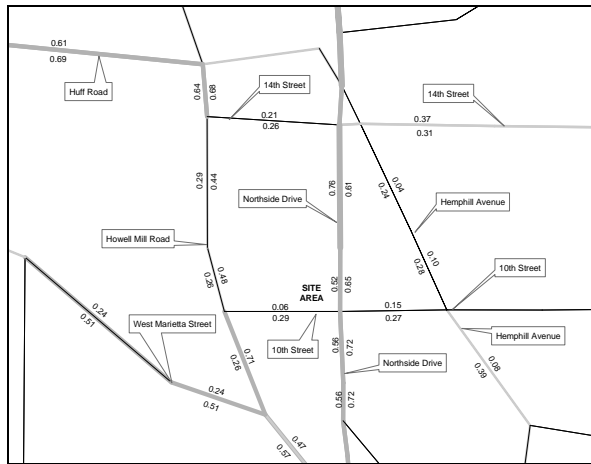 0.61
0.69
Huff Road
0.64
0.68
14th Street
0.21
0.26
14th Street
0.37
0.31
0.29
0.44
0.76
0.61
0.04
0.24
Northside Drive
Hemphill Avenue
Howell Mill Road
0.48
0.26
0.52
0.65
0.10
0.28
10th Street
SITE
AREA
0.06
0.29
0.15
0.27
10th Street
0.24
0.51
West Marietta Street
0.71
0.26
0.56
0.72
Hemphill Avenue
Northside Drive
0.08
0.39
0.24
0.51
0.56
0.72
0.47
0.57